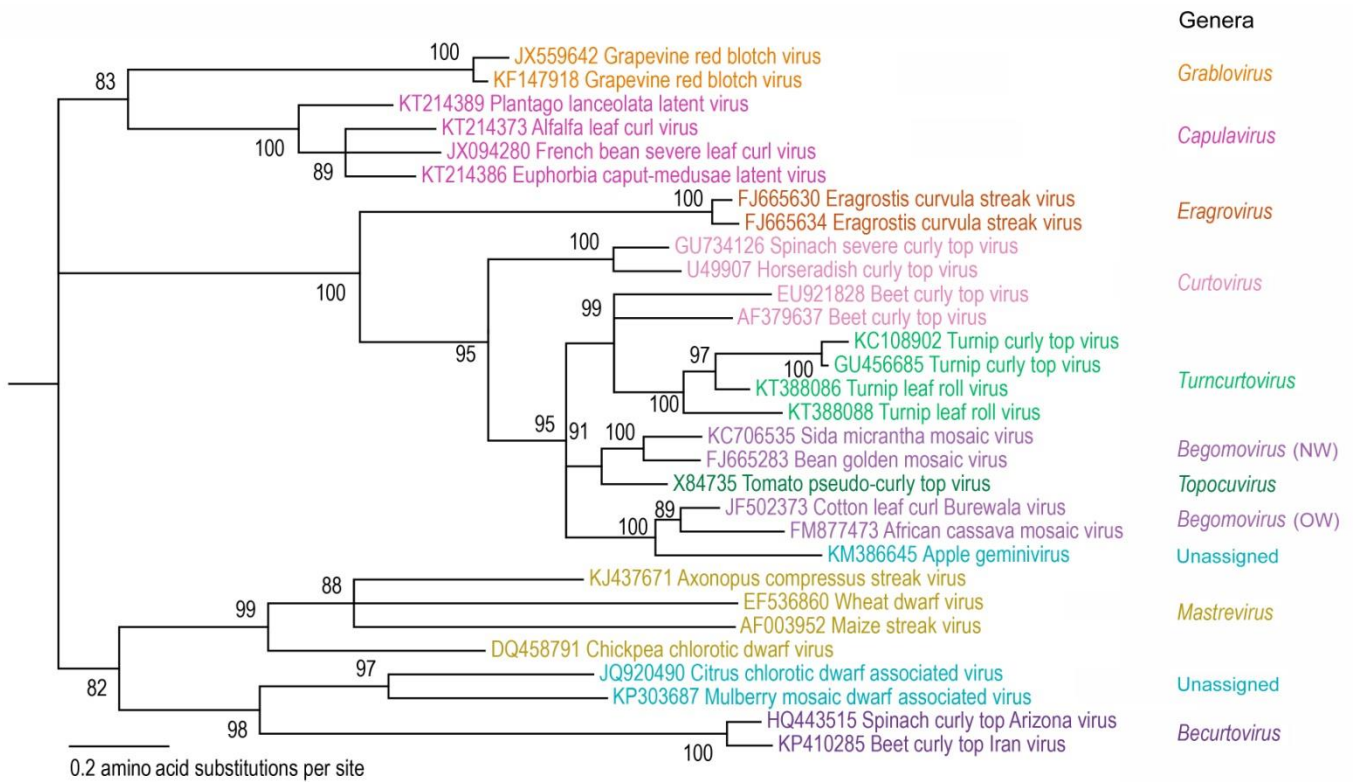 Genera
100 JX559642 Grapevine red blotch virus
83 KF147918 Grapevine red blotch virus Grablovirus
KT214389 Plantago lanceolata latent virus
KT214373 Alfalfa leaf curl virus Capulavirus
100 JX094280 French bean severe leaf curl virus
89 KT214386 Euphorbia caput-medusae latent virus
100 FJ665630 Eragrostis curvula streak virus Eragrovirus
FJ665634 Eragrostis curvula streak virus
100 GU734126 Spinach severe curly top virus
U49907 Horseradish curly top virus Curtovirus
100 EU921828 Beet curly top virus
99 AF379637 Beet curly top virus
95 KC108902 Turnip curly top virus
97 100 GU456685 Turnip curly top virus Turncurtovirus
KT388086 Turnip leaf roll virus
100 KT388088 Turnip leaf roll virus
95 91 100 KC706535 Sida micrantha mosaic virus Begomovirus (NW)
FJ665283 Bean golden mosaic virus
X84735 Tomato pseudo-curly top virus Topocuvirus
89 JF502373 Cotton leaf curl Burewala virus Begomovirus (OW)
100 FM877473 African cassava mosaic virus
KM386645 Apple geminivirus Unassigned
88 KJ437671 Axonopus compressus streak virus
99 EF536860 Wheat dwarf virus Mastrevirus
AF003952 Maize streak virus
DQ458791 Chickpea chlorotic dwarf virus
97 JQ920490 Citrus chlorotic dwarf associated virus Unassigned
82 KP303687 Mulberry mosaic dwarf associated virus
98 HQ443515 Spinach curly top Arizona virus Becurtovirus
100 KP410285 Beet curly top Iran virus
0.2 amino acid substitutions per site